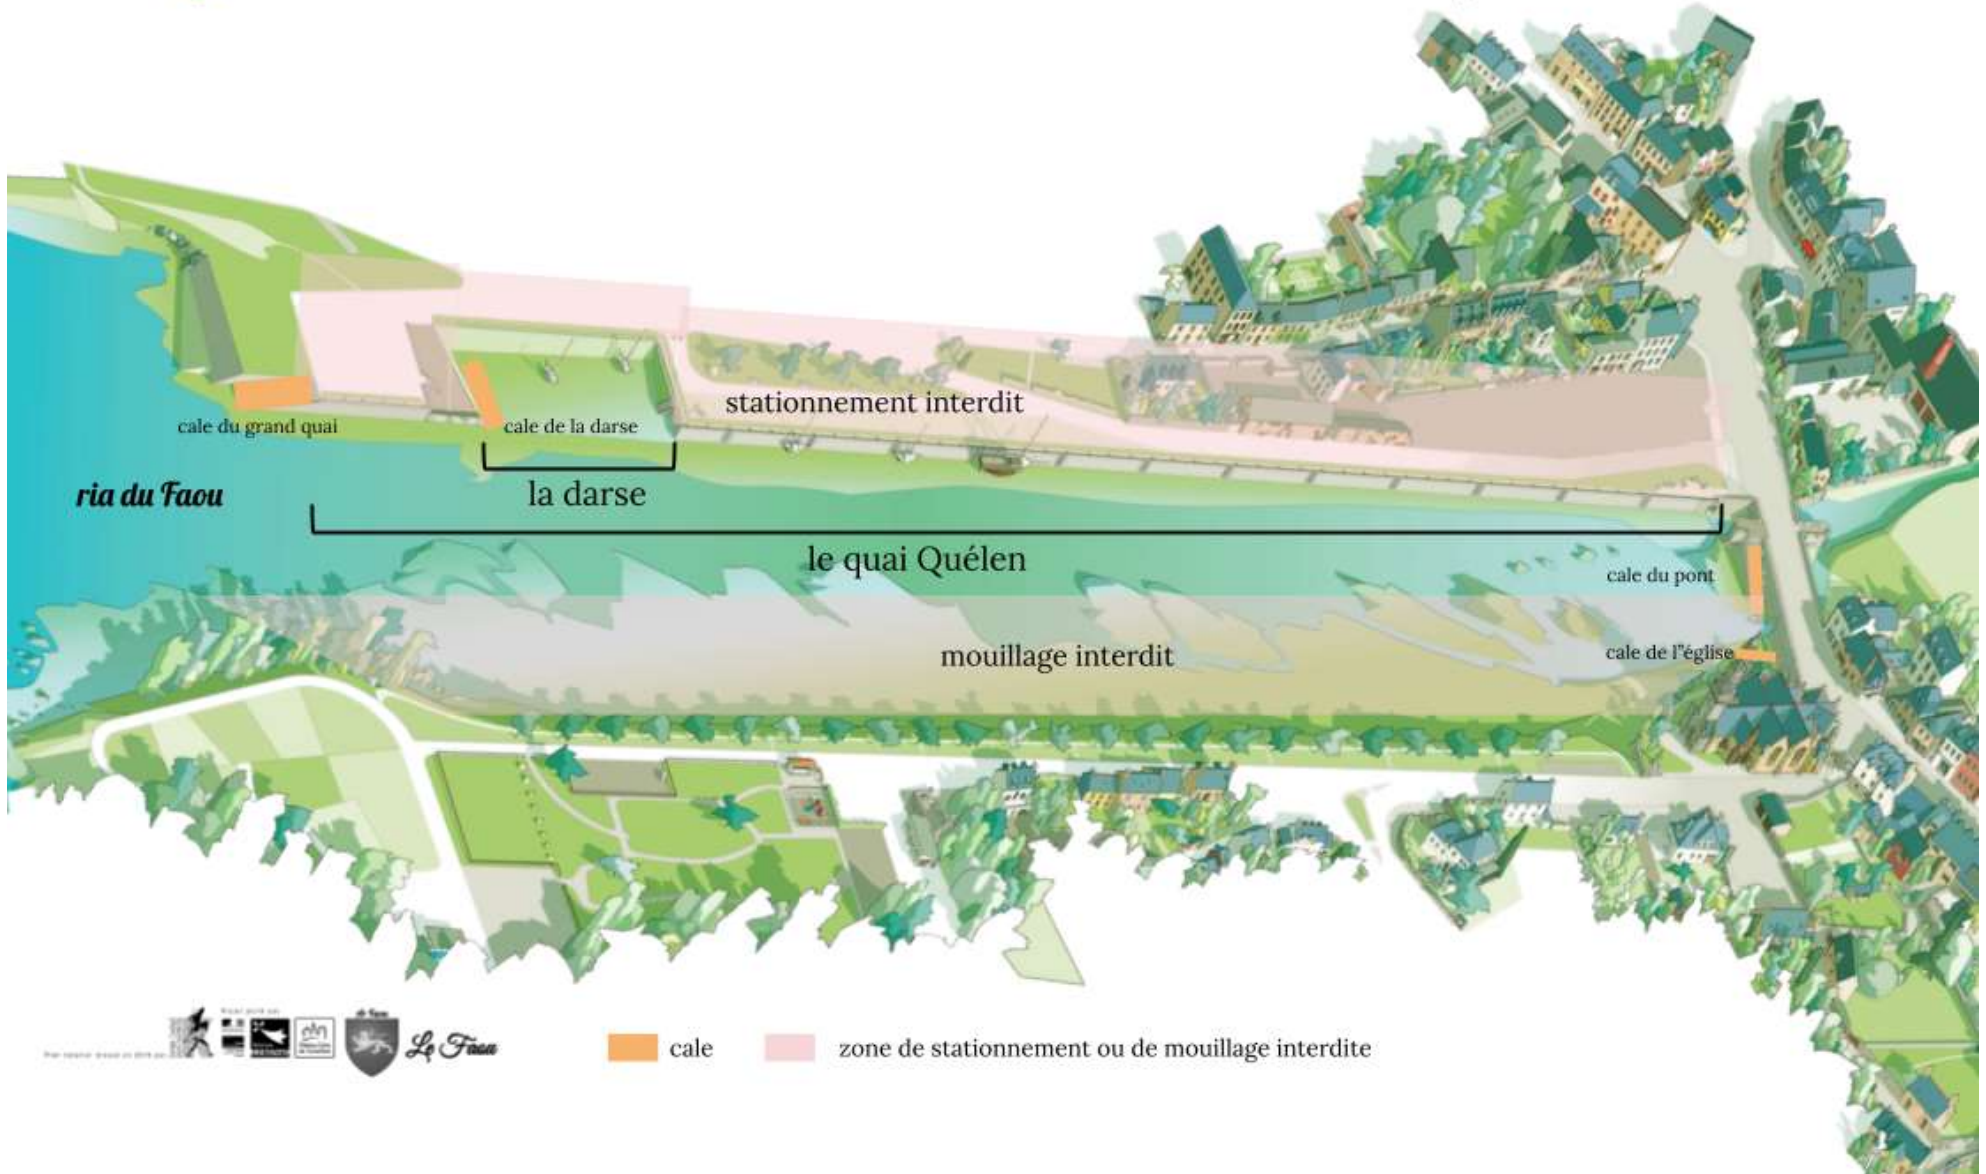 stationnement interdit
cale du grand quai
cale de la darse
ria du Faou
la darse
le quai Quélen
cale du pont
mouillage interdit
cale de l"église
Le Faou
cale
zone de stationnement ou de mouillage interdite